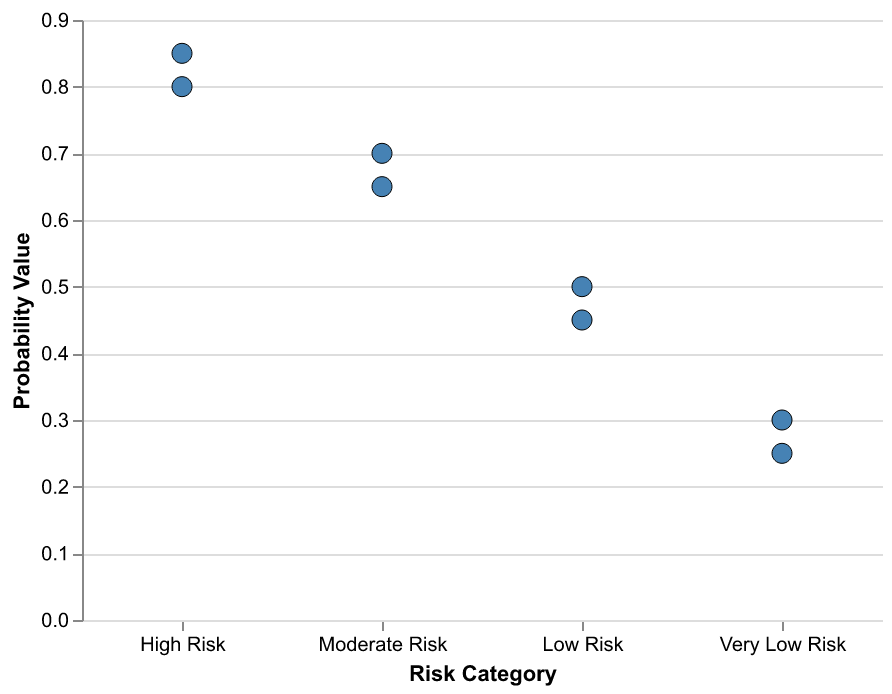 0.9
0.8
0.7
0.6
0.5
0.4
0.3
0.2
0.1
0.0
Probability Value
High Risk
Moderate Risk
Low Risk
Very Low Risk
Risk Category